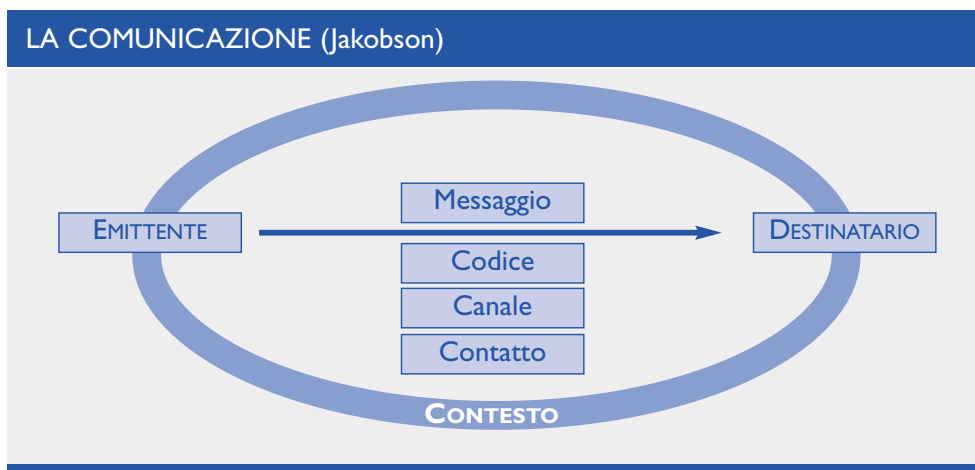 LA COMUNICAZIONE (Jakobson)
Messaggio
EMITTENTE
DESTINATARIO
Codice
Canale
Contatto
CONTESTO